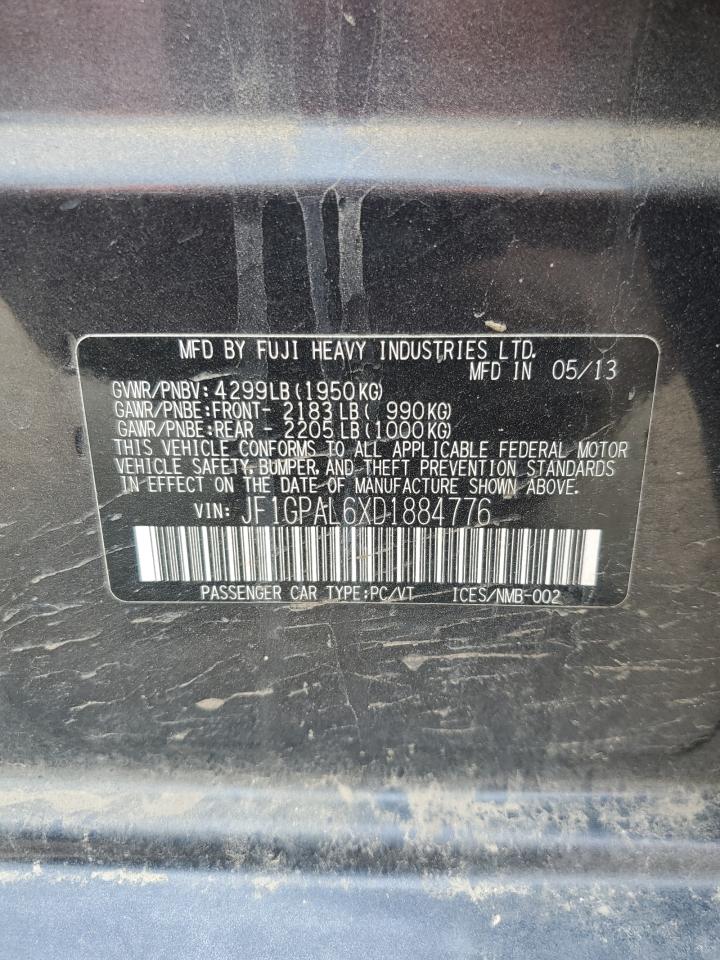 MFD BY FUJI HEAVY INDUSTRIES LTD.
MFD IN 05/13
GVWR/PNBV: 4299LB(1950KG)
GAWR/PNBE:FRONT- 2183LB( 990KG)
GAWR/PNBE:REAR - 2205LB(1000KG)
THIS VEHICLE CONFORMS TO ALL APPLICABLE FEDERAL MOTOR
VEHICLE SAFETY, BUMPER, AND THEFT PREVENTION STANDARDS
IN EFFECT ON THE DATE OF MANUFACTURE SHOWN ABOVE.
VIN: JF1GPAL6XD1884776
PASSENGER CAR TYPE:PC/VT ICES/NMB-002